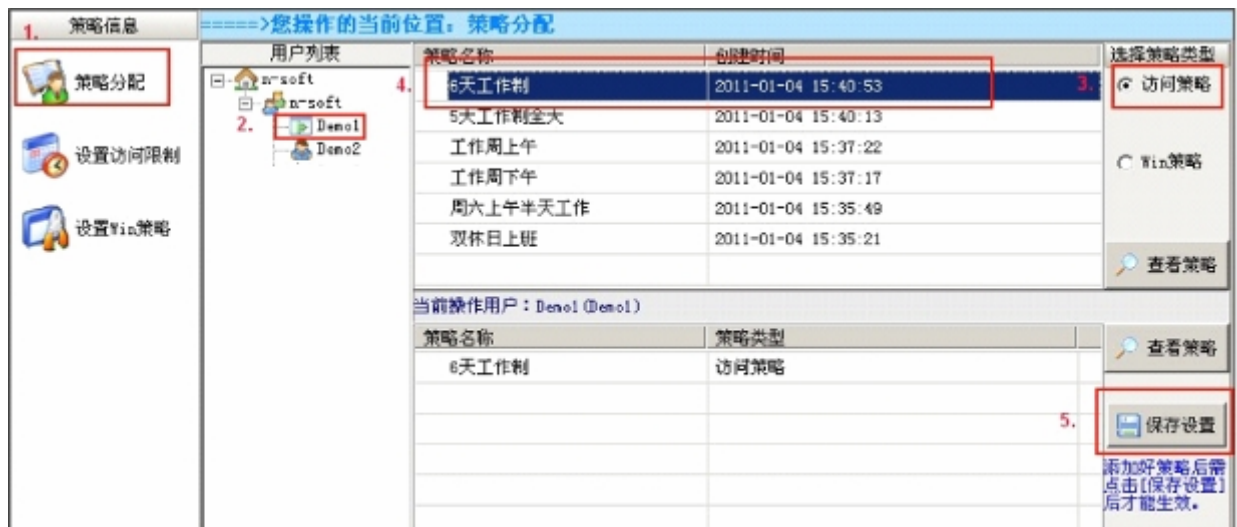 1. 策略信息
=====>您操作的当前位置：策略分配
策略分配
设置访问限制
设置Win策略
用户列表
n-soft
n-soft
2. Demo1
Demo2
策略名称 创建时间
4. 6天工作制 2011-01-04 15:40:53
5天工作制全天 2011-01-04 15:40:13
工作周上午 2011-01-04 15:37:22
工作周下午 2011-01-04 15:37:17
周六上午半天工作 2011-01-04 15:35:49
双休日上班 2011-01-04 15:35:21
选择策略类型
3. 访问策略
Win策略
查看策略
当前操作用户：Demo1(Demo1)
策略名称 策略类型
6天工作制 访问策略
查看策略
5. 保存设置
添加好策略后需
点击[保存设置]
后才能生效。